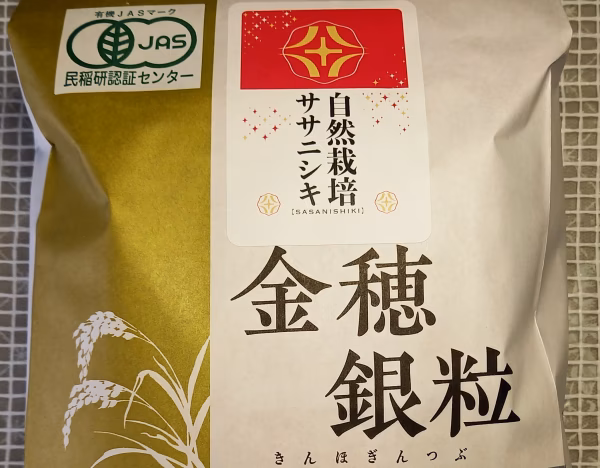 有機JASマーク
JAS
民稲研認証センター
自然栽培
ササニシキ
[SASANISHIKI]
金穂
銀粒
きんほぎんつぶ